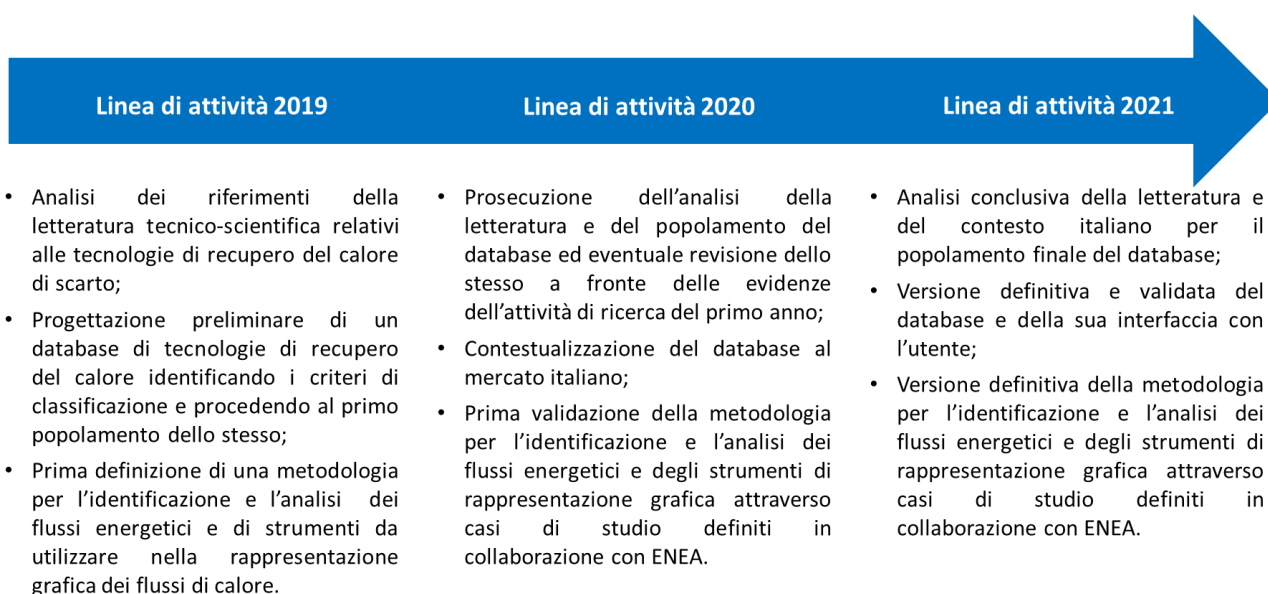 Linea di attività 2019
Linea di attività 2020
Linea di attività 2021
• Analisi dei riferimenti della
letteratura tecnico-scientifica relativi
alle tecnologie di recupero del calore
di scarto;
• Progettazione preliminare di un
database di tecnologie di recupero
del calore identificando i criteri di
classificazione e procedendo al primo
popolamento dello stesso;
• Prima definizione di una metodologia
per l’identificazione e l’analisi dei
flussi energetici e di strumenti da
utilizzare nella rappresentazione
grafica dei flussi di calore.
• Prosecuzione dell’analisi della
letteratura e del popolamento del
database ed eventuale revisione dello
stesso a fronte delle evidenze
dell’attività di ricerca del primo anno;
• Contestualizzazione del database al
mercato italiano;
• Prima validazione della metodologia
per l’identificazione e l’analisi dei
flussi energetici e degli strumenti di
rappresentazione grafica attraverso
casi di studio definiti in
collaborazione con ENEA.
• Analisi conclusiva della letteratura e
del contesto italiano per il
popolamento finale del database;
• Versione definitiva e validata del
database e della sua interfaccia con
l’utente;
• Versione definitiva della metodologia
per l’identificazione e l’analisi dei
flussi energetici e degli strumenti di
rappresentazione grafica attraverso
casi di studio definiti in
collaborazione con ENEA.